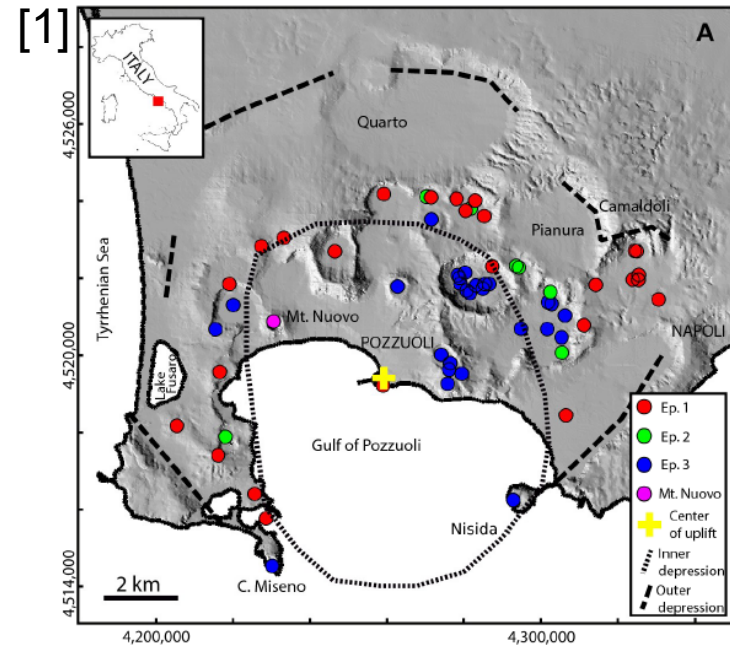 [1]
A
ITALY
Quarto
4,526,000
Camaldoli
Pianura
Tyrrhenian Sea
Mt. Nuovo
POZZUOLI
NAPOLI
4,520,000
Lake
Fusaro
Gulf of Pozzuoli
Nisida
C. Miseno
4,514,000
2 km
Ep. 1
Ep. 2
Ep. 3
Mt. Nuovo
Center
of uplift
Inner
depression
Outer
depression
4,200,000
4,300,000